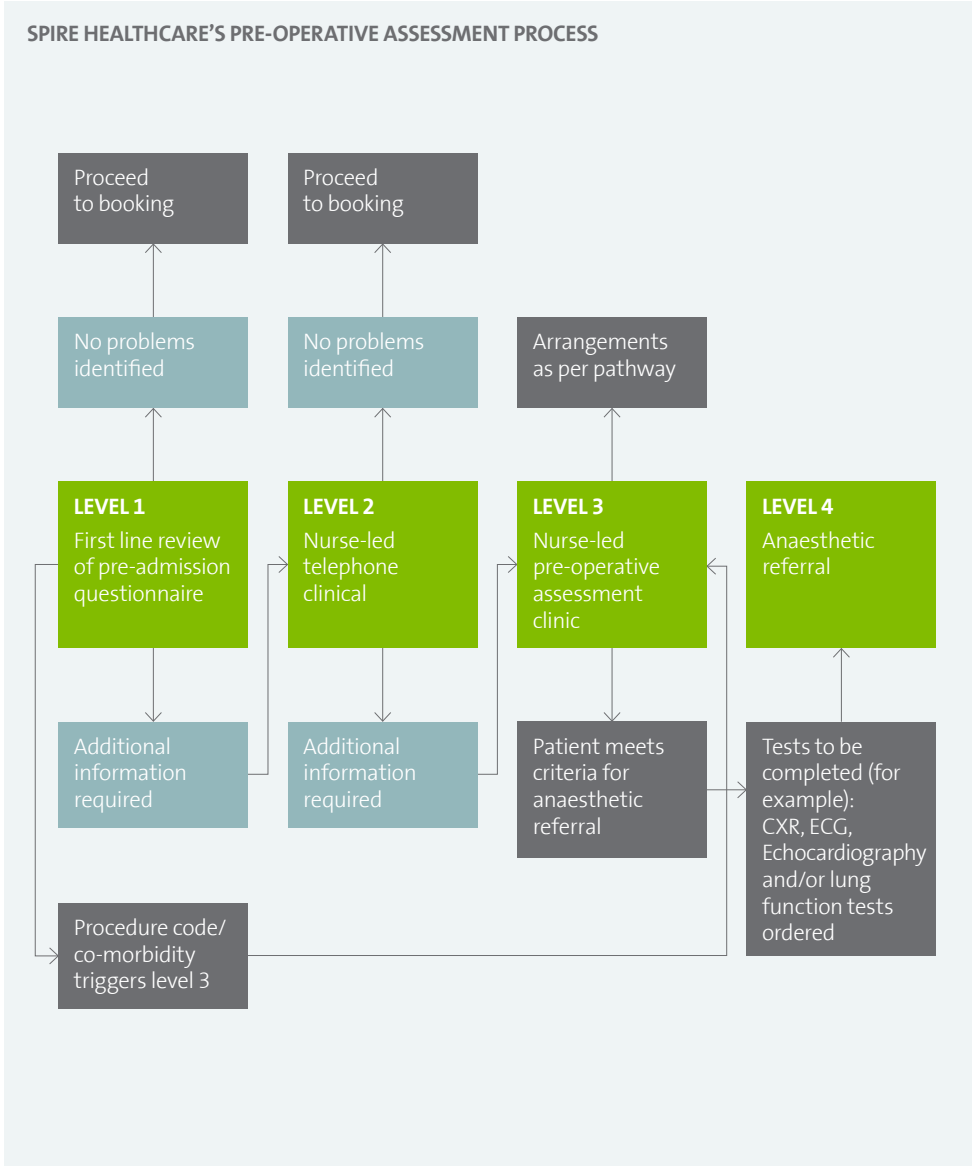 SPIRE HEALTHCARE'S PRE-OPERATIVE ASSESSMENT PROCESS
Proceed
to booking
Proceed
to booking
No problems
identified
No problems
identified
Arrangements
as per pathway
LEVEL 1
First line review
of pre-admission
questionnaire
LEVEL 2
Nurse-led
telephone
clinical
LEVEL 3
Nurse-led
pre-operative
assessment
clinic
LEVEL 4
Anaesthetic
referral
Additional
information
required
Additional
information
required
Patient meets
criteria for
anaesthetic
referral
Tests to be
completed (for
example):
CXR, ECG,
Echocardiography
and/or lung
function tests
ordered
Procedure code/
co-morbidity
triggers level 3